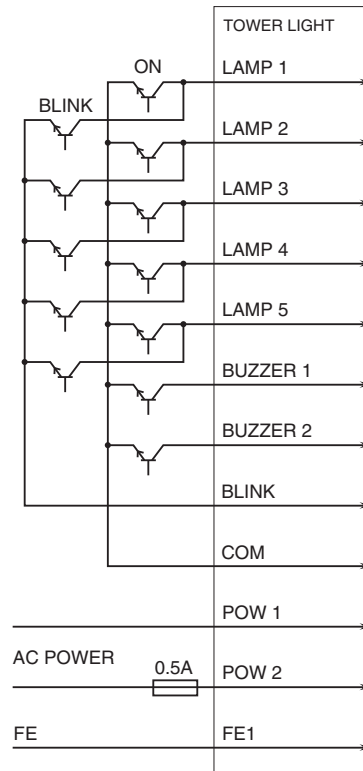 TOWER LIGHT
ON
LAMP 1
BLINK
LAMP 2
LAMP 3
LAMP 4
LAMP 5
BUZZER 1
BUZZER 2
BLINK
COM
POW 1
AC POWER
0.5A
POW 2
FE
FE1